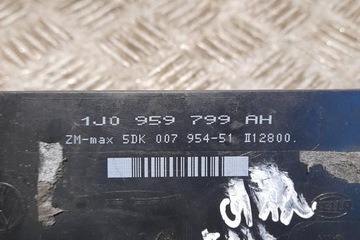 1J0 959 799 AH
ZM-max 5DK 007 954-51 II12800.